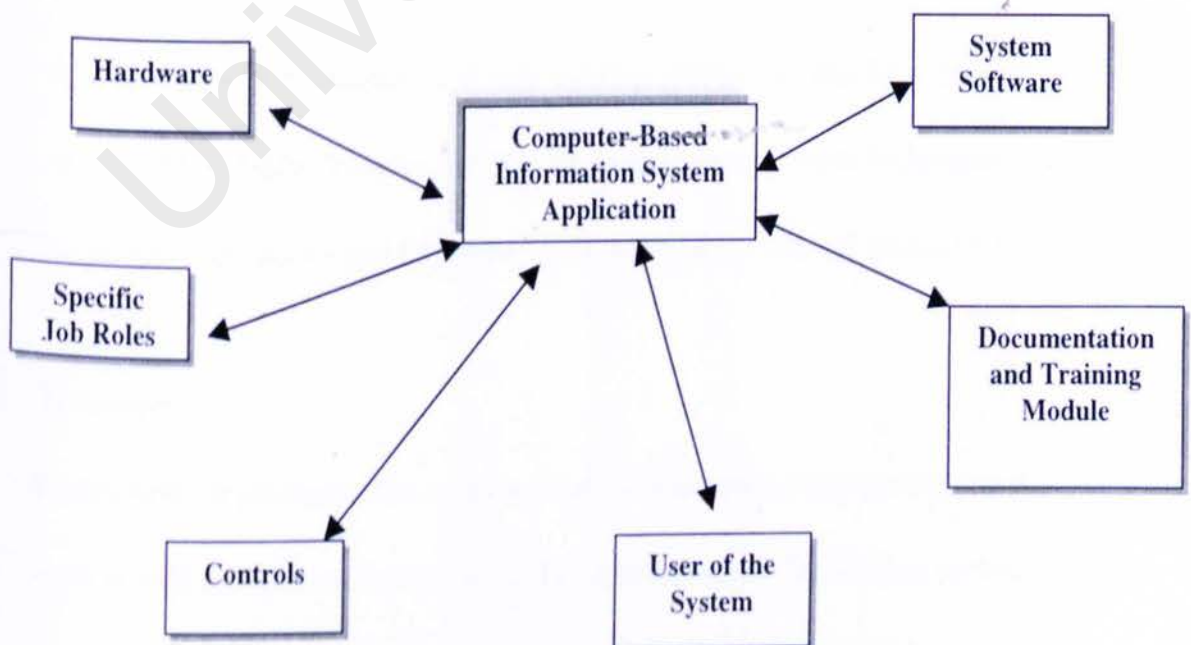 Hardware
System
Software
Computer-Based
Information System
Application
Specific
Job Roles
Documentation
and Training
Module
Controls
User of the
System